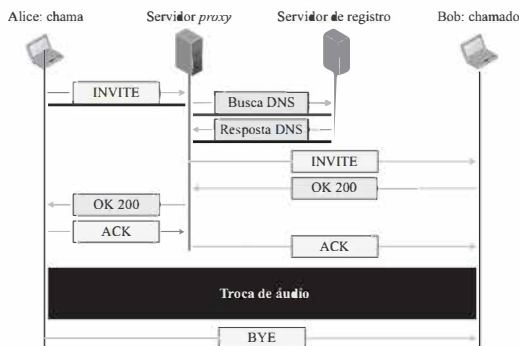 Alice: chama
Servidor proxy
Servidor de registro
Bob: chamado
INVITE
Busca DNS
Resposta DNS
INVITE
OK 200
OK 200
ACK
ACK
Troca de áudio
BYE